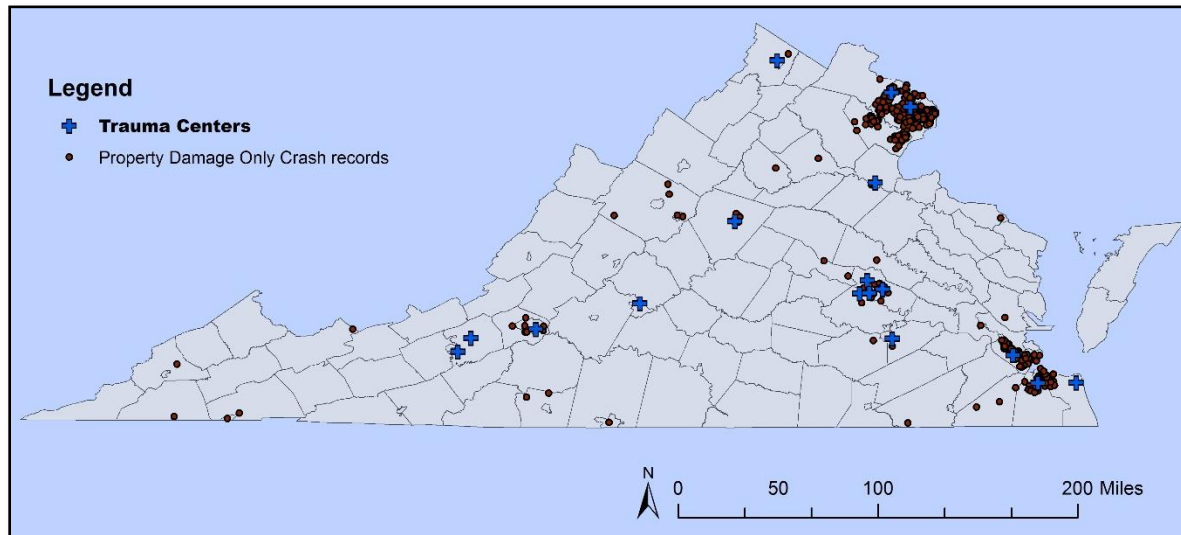 Legend
Trauma Centers
Property Damage Only Crash records
N
0 50 100 200 Miles